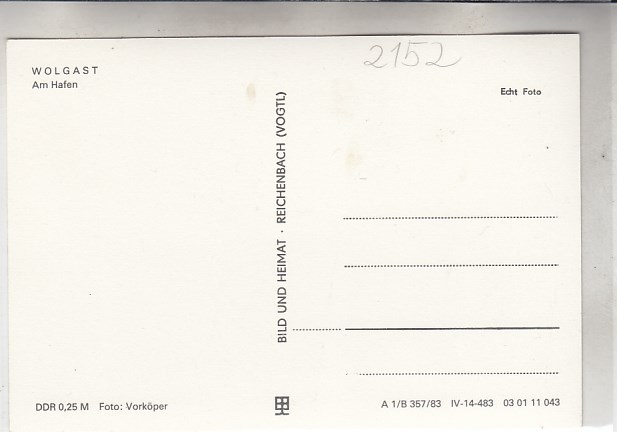 2152
WOLGAST
Am Hafen
Echt Foto
BILD UND HEIMAT · REICHENBACH (VOGTL)
DDR 0,25 M Foto: Vorköper
A 1/B 357/83 IV-14-483 03 01 11 043